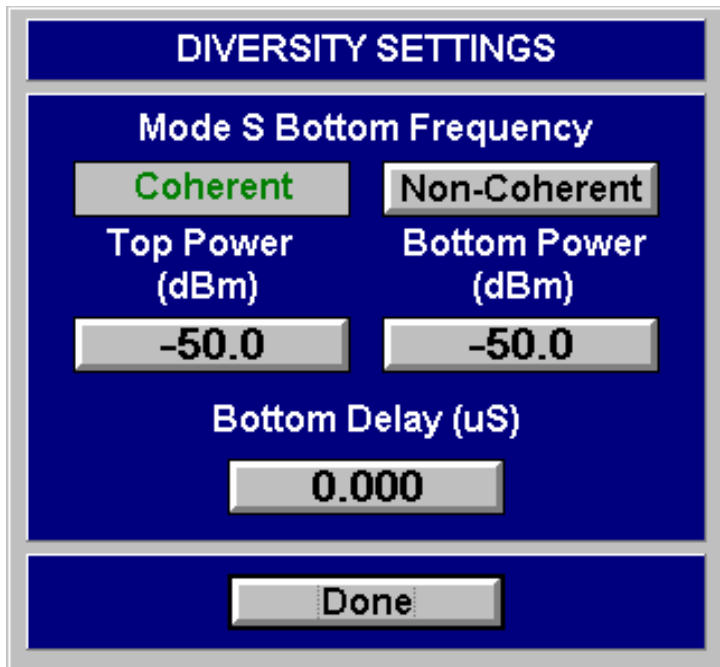 DIVERSITY SETTINGS
Mode S Bottom Frequency
Coherent Non-Coherent
Top Power Bottom Power
(dBm) (dBm)
-50.0 -50.0
Bottom Delay (uS)
0.000
Done